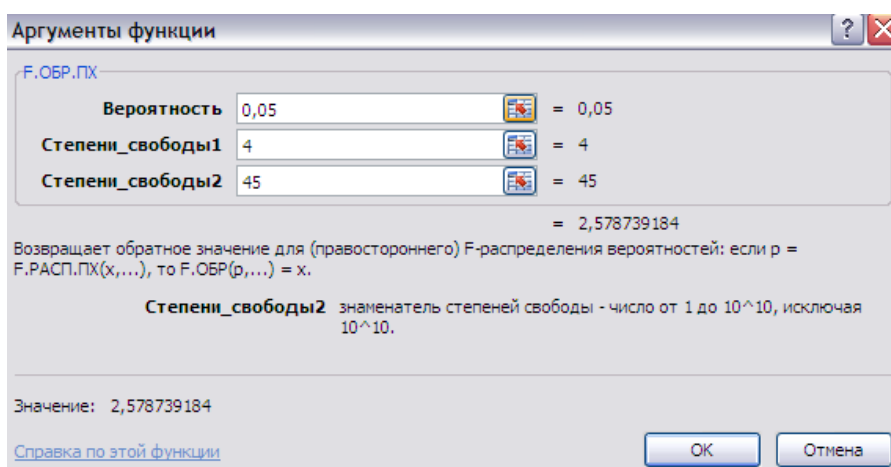 Аргументы функции
F.ОБР.ПХ
Вероятность 0,05 = 0,05
Степени_свободы1 4 = 4
Степени_свободы2 45 = 45
= 2,578739184
Возвращает обратное значение для (правостороннего) F-распределения вероятностей: если p =
F.РАСП.ПХ(x,...), то F.ОБР(p,...) = x.
Степени_свободы2 знаменатель степеней свободы - число от 1 до 10^10, исключая
10^10.
Значение: 2,578739184
Справка по этой функции
ОК Отмена